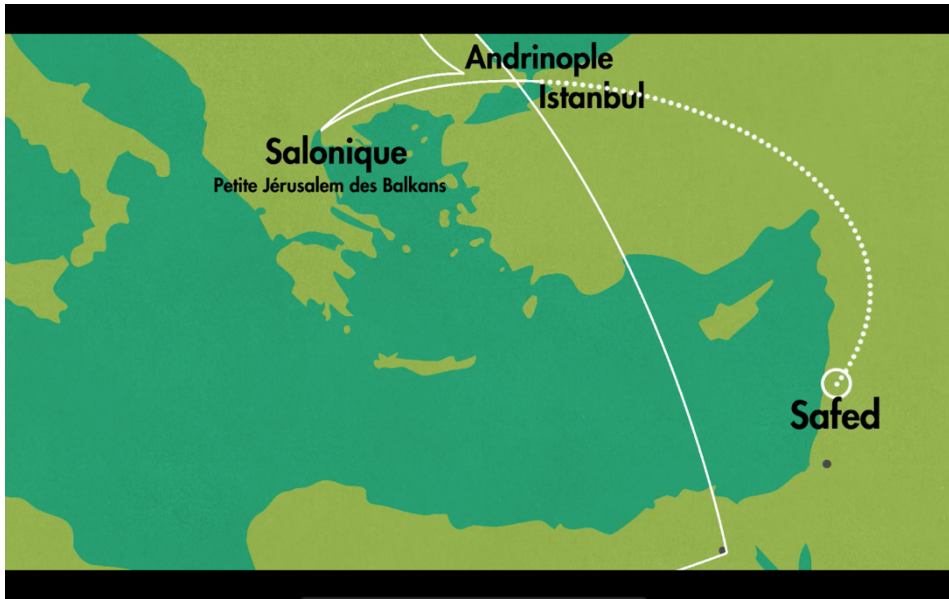 Andrinople
Istanbul
Salonique
Petite Jérusalem des Balkans
Safed